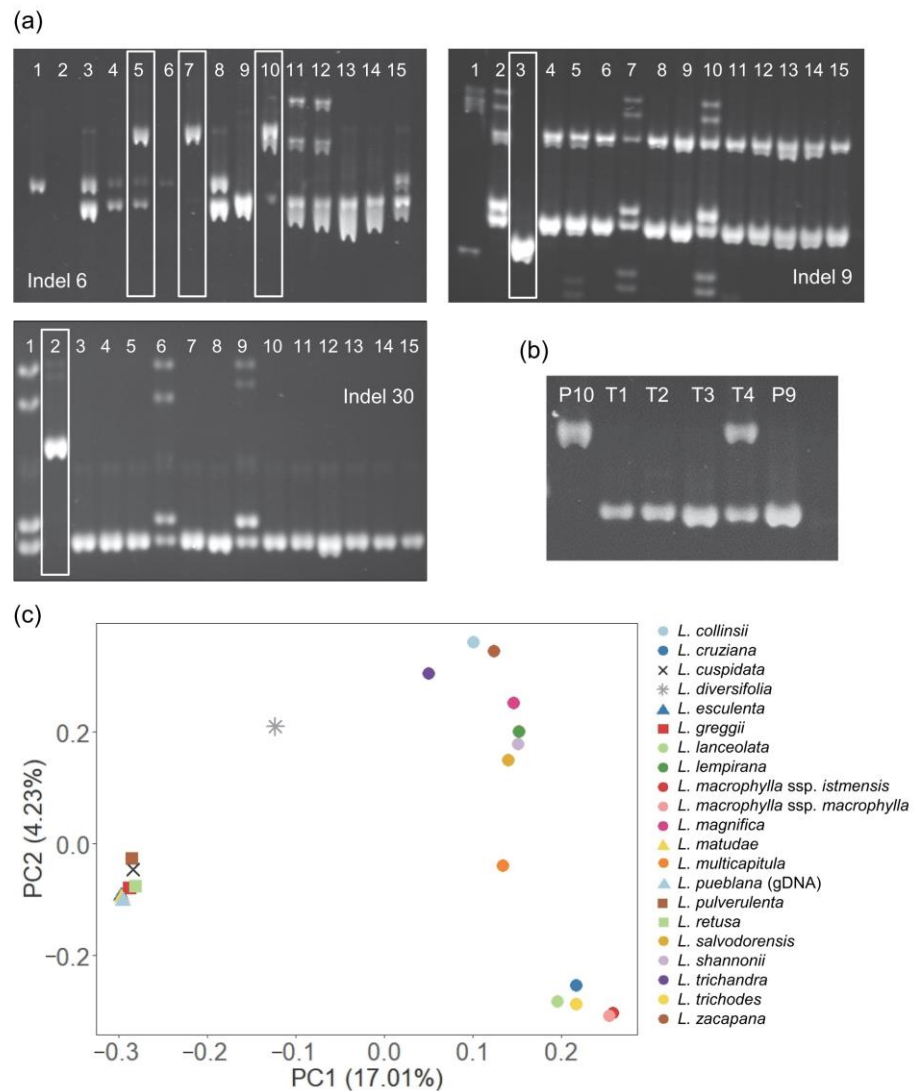 (a)
1 2 3 4 5 6 7 8 9 10 11 12 13 14 15
Indel 6
1 2 3 4 5 6 7 8 9 10 11 12 13 14 15
Indel 9
1 2 3 4 5 6 7 8 9 10 11 12 13 14 15
Indel 30
(b)
P10 T1 T2 T3 T4 P9
(c)
PC2 (4.23%)
0.2
0.0
−0.2
−0.3 −0.2 −0.1 0.0 0.1 0.2
PC1 (17.01%)
L. collinsii
L. cruziana
L. cuspidata
L. diversifolia
L. esculenta
L. greggii
L. lanceolata
L. lempirana
L. macrophylla ssp. istmensis
L. macrophylla ssp. macrophylla
L. magnifica
L. matudae
L. multicapitula
L. pueblana (gDNA)
L. pulverulenta
L. retusa
L. salvodorensis
L. shannonii
L. trichandra
L. trichodes
L. zacapana